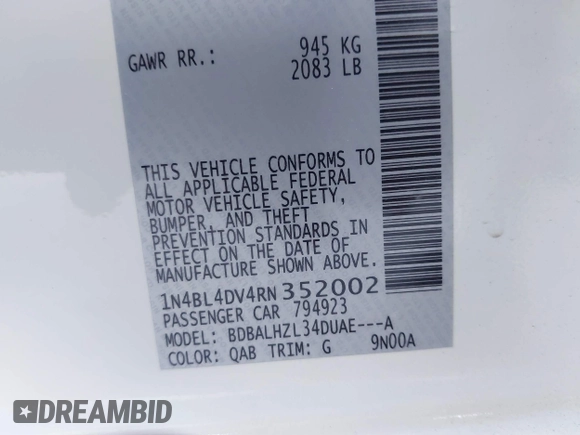 GAWR RR.: 945 KG
2083 LB
THIS VEHICLE CONFORMS TO
ALL APPLICABLE FEDERAL
MOTOR VEHICLE SAFETY,
BUMPER, AND THEFT
PREVENTION STANDARDS IN
EFFECT ON THE DATE OF
MANUFACTURE SHOWN ABOVE.
1N4BL4DV4RN352002
PASSENGER CAR 794923
MODEL: BDBALHZL34DUAE---A
COLOR: QAB TRIM: G 9N00A
DREAMBID